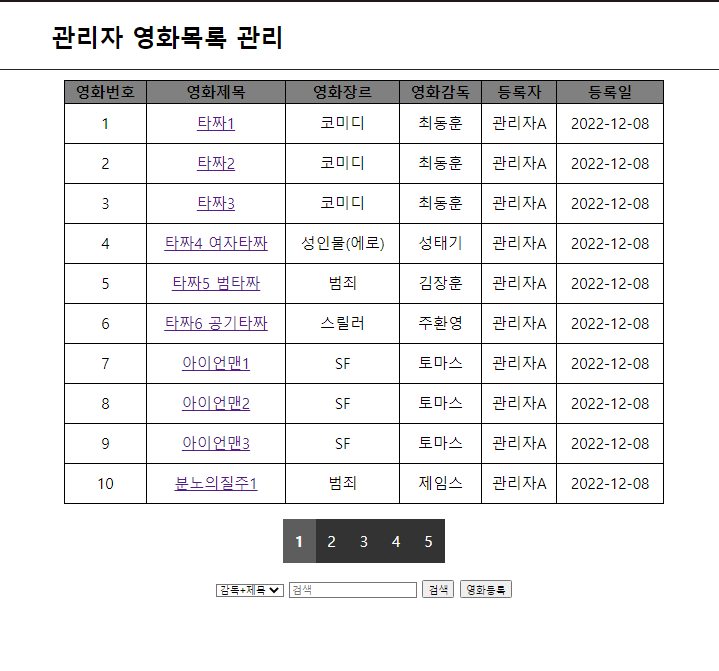 관리자 영화목록 관리
영화번호 영화제목 영화장르 영화감독 등록자 등록일
1 타짜1 코미디 최동훈 관리자A 2022-12-08
2 타짜2 코미디 최동훈 관리자A 2022-12-08
3 타짜3 코미디 최동훈 관리자A 2022-12-08
4 타짜4 여자타짜 성인물(에로) 성태기 관리자A 2022-12-08
5 타짜5 범타짜 범죄 김장훈 관리자A 2022-12-08
6 타짜6 공기타짜 스릴러 주환영 관리자A 2022-12-08
7 아이언맨1 SF 토마스 관리자A 2022-12-08
8 아이언맨2 SF 토마스 관리자A 2022-12-08
9 아이언맨3 SF 토마스 관리자A 2022-12-08
10 분노의질주1 범죄 제임스 관리자A 2022-12-08
1 2 3 4 5
감독+제목 검색 검색 영화등록